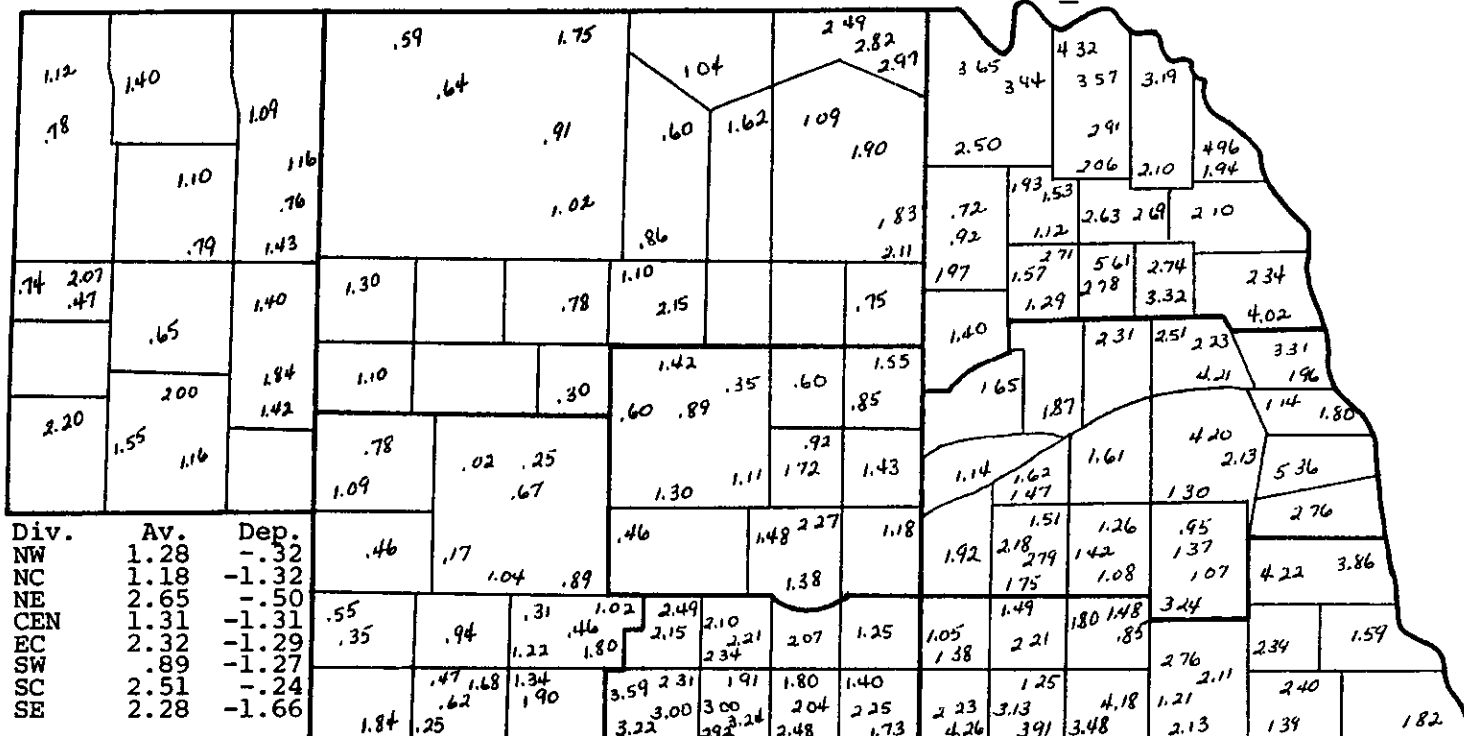 .59 1.75 2 49
2.82
2.97
1.12 1.40 .64 1 04 3 65 3 44 4 32
3 57 3.19
.78 1.09 .91 .60 1.62 1 09 2 91
1 16 1.90 2.50 2 06 2.10 4 96
1.94
1.10 .76 1.02 1 83 .72 1 93 1.53 2.63 2 69 2 10
.79 1.43 .86 2.11 .92 1.12
.74 2.07 1.30 1.10 1 97 1.57 2 71 5 61 2.74 2 34
.47 1.40 .78 2.15 .75 1.29 2 78 3.32 4.02
.65 1.40 2 31 2.51 2 23 3 31
1.84 1.10 1.42 .35 .60 1.55 1 65 4.21 1 96
2 00 1.42 .30 .60 .89 .85 1.87 1 14 1.80
2.20 1.55 1.16 .78 .02 .25 .92 4 20 2.13 5 36
1.09 .67 1.30 1.11 1 72 1.43 1.14 1.62 1.61 1 30 2 76
1 47
.46 .17 .46 1.48 2 27 1.18 1.92 1.51 1.26 .95
2.18 2 79 1 42 1 37 4 22 3.86
1.04 .89 1.38 1 75 1.08 1 07
3 24
.55 .31 1.02 2.49 2.10 1.49 1 80 1.48
.35 .94 .46 2.15 2.21 2 07 1.25 1.05 2 21 .85 2.34 1.59
1.22 1.80 2 34 1 38 2 76
.47 1.68 1.34 3.59 2 31 1 91 1.80 1.40 1 25 2.11 2 40
.62 1 90 3.00 3 00 2 04 2 25 2 23 3.13 4.18 1.21
1.84 .25 3.22 2 92 3.24 2.48 1.73 4.26 3 91 3.48 2.13 1 39 1 82
Div. Av. Dep.
NW 1.28 -.32
NC 1.18 -1.32
NE 2.65 -.50
CEN 1.31 -1.31
EC 2.32 -1.29
SW .89 -1.27
SC 2.51 -.24
SE 2.28 -1.66